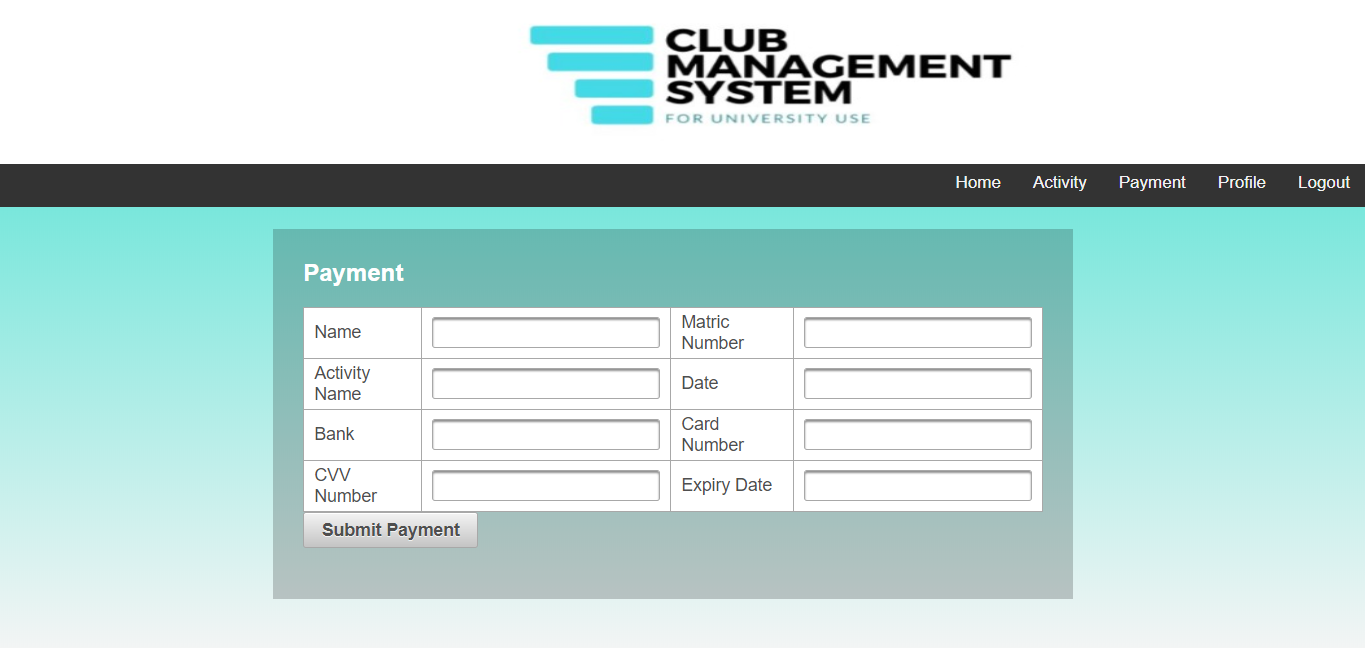 CLUB
MANAGEMENT
SYSTEM
FOR UNIVERSITY USE
Home Activity Payment Profile Logout
Payment
Name
Matric
Number
Activity
Name
Date
Bank
Card
Number
CVV
Number
Expiry Date
Submit Payment